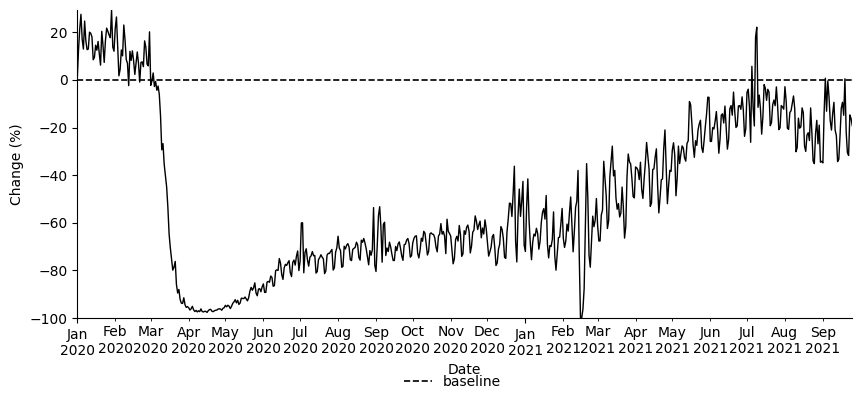 20
0
−20
−40
−60
−80
−100
Change (%)
Jan Feb Mar Apr May Jun Jul Aug Sep Oct Nov Dec Jan Feb Mar Apr May Jun Jul Aug Sep
2020 2020 2020 2020 2020 2020 2020 2020 2020 2020 2020 2020 2021 2021 2021 2021 2021 2021 2021 2021 2021
Date
baseline